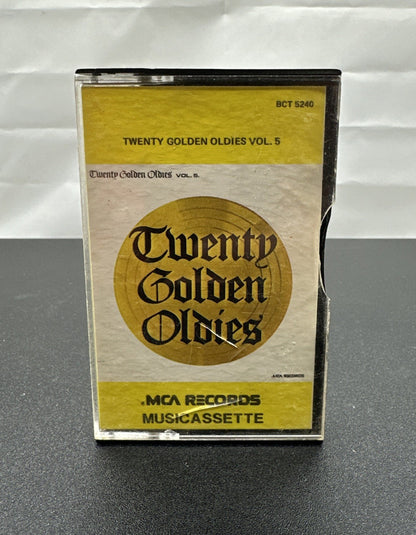 BCT 5240
TWENTY GOLDEN OLDIES VOL. 5
Twenty Golden Oldies VOL. 5.
Twenty
Golden
Oldies
MCA RECORDS
MCA RECORDS
MUSICASSETTE